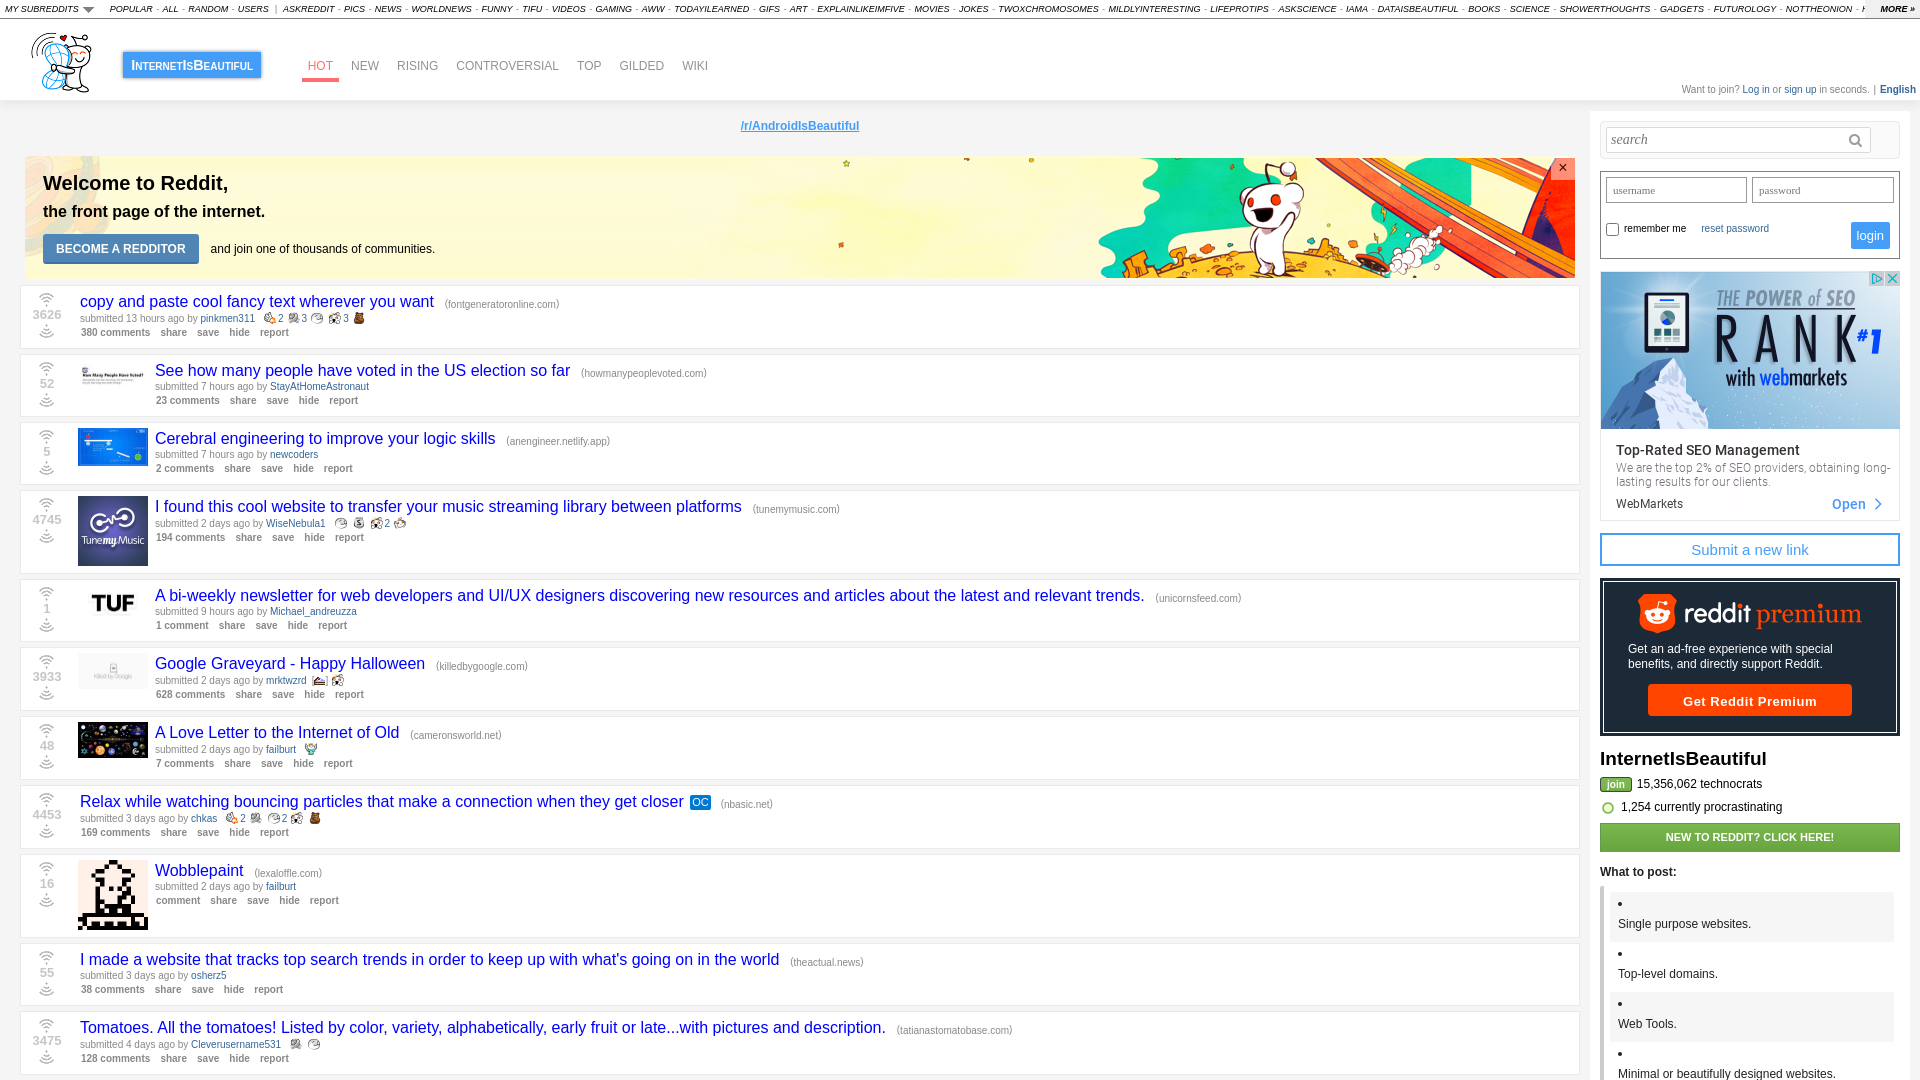 MY SUBREDDITS POPULAR - ALL - RANDOM - USERS | ASKREDDIT - PICS - NEWS - WORLDNEWS - FUNNY - TIFU - VIDEOS - GAMING - AWW - TODAYILEARNED - GIFS - ART - EXPLAINLIKEIMFIVE - MOVIES - JOKES - TWOXCHROMOSOMES - MILDLYINTERESTING - LIFEPROTIPS - ASKSCIENCE - IAMA - DATAISBEAUTIFUL - BOOKS - SCIENCE - SHOWERTHOUGHTS - GADGETS - FUTUROLOGY - NOTTHEONION - MORE »
InternetIsBeautiful HOT NEW RISING CONTROVERSIAL TOP GILDED WIKI
Want to join? Log in or sign up in seconds. | English
/r/AndroidIsBeautiful
Welcome to Reddit,
the front page of the internet.
BECOME A REDDITOR and join one of thousands of communities.
×
3626
copy and paste cool fancy text wherever you want (fontgeneratoronline.com)
submitted 13 hours ago by pinkmen311 2 3 3
380 comments share save hide report
52
How Many People Have Voted?
See how many people have voted in the US election so far (howmanypeoplevoted.com)
submitted 7 hours ago by StayAtHomeAstronaut
23 comments share save hide report
5
Cerebral engineering to improve your logic skills (anengineer.netlify.app)
submitted 7 hours ago by newcoders
2 comments share save hide report
4745
TunemyMusic
I found this cool website to transfer your music streaming library between platforms (tunemymusic.com)
submitted 2 days ago by WiseNebula1 2
194 comments share save hide report
1
TUF
A bi-weekly newsletter for web developers and UI/UX designers discovering new resources and articles about the latest and relevant trends. (unicornsfeed.com)
submitted 9 hours ago by Michael_andreuzza
1 comment share save hide report
3933
Killed by Google
Google Graveyard - Happy Halloween (killedbygoogle.com)
submitted 2 days ago by mrktwzrd
628 comments share save hide report
48
A Love Letter to the Internet of Old (cameronsworld.net)
submitted 2 days ago by failburt
7 comments share save hide report
4453
Relax while watching bouncing particles that make a connection when they get closer OC (nbasic.net)
submitted 3 days ago by chkas 2 2
169 comments share save hide report
16
Wobblepaint (lexaloffle.com)
submitted 2 days ago by failburt
comment share save hide report
55
I made a website that tracks top search trends in order to keep up with what's going on in the world (theactual.news)
submitted 3 days ago by osherz5
38 comments share save hide report
3475
Tomatoes. All the tomatoes! Listed by color, variety, alphabetically, early fruit or late...with pictures and description. (tatianastomatobase.com)
submitted 4 days ago by Cleverusername531
128 comments share save hide report
search
username password
remember me reset password login
THE POWER of SEO
RANK #1
with webmarkets
Top-Rated SEO Management
We are the top 2% of SEO providers, obtaining long-
lasting results for our clients.
WebMarkets Open
Submit a new link
reddit premium
Get an ad-free experience with special
benefits, and directly support Reddit.
Get Reddit Premium
InternetIsBeautiful
join 15,356,062 technocrats
1,254 currently procrastinating
NEW TO REDDIT? CLICK HERE!
What to post:
•
Single purpose websites.
•
Top-level domains.
•
Web Tools.
•
Minimal or beautifully designed websites.